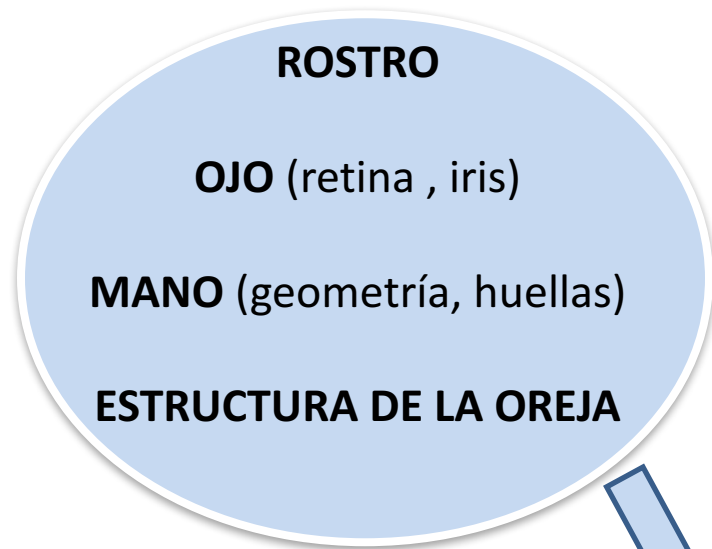 ROSTRO
OJO (retina , iris)
MANO (geometría, huellas)
ESTRUCTURA DE LA OREJA